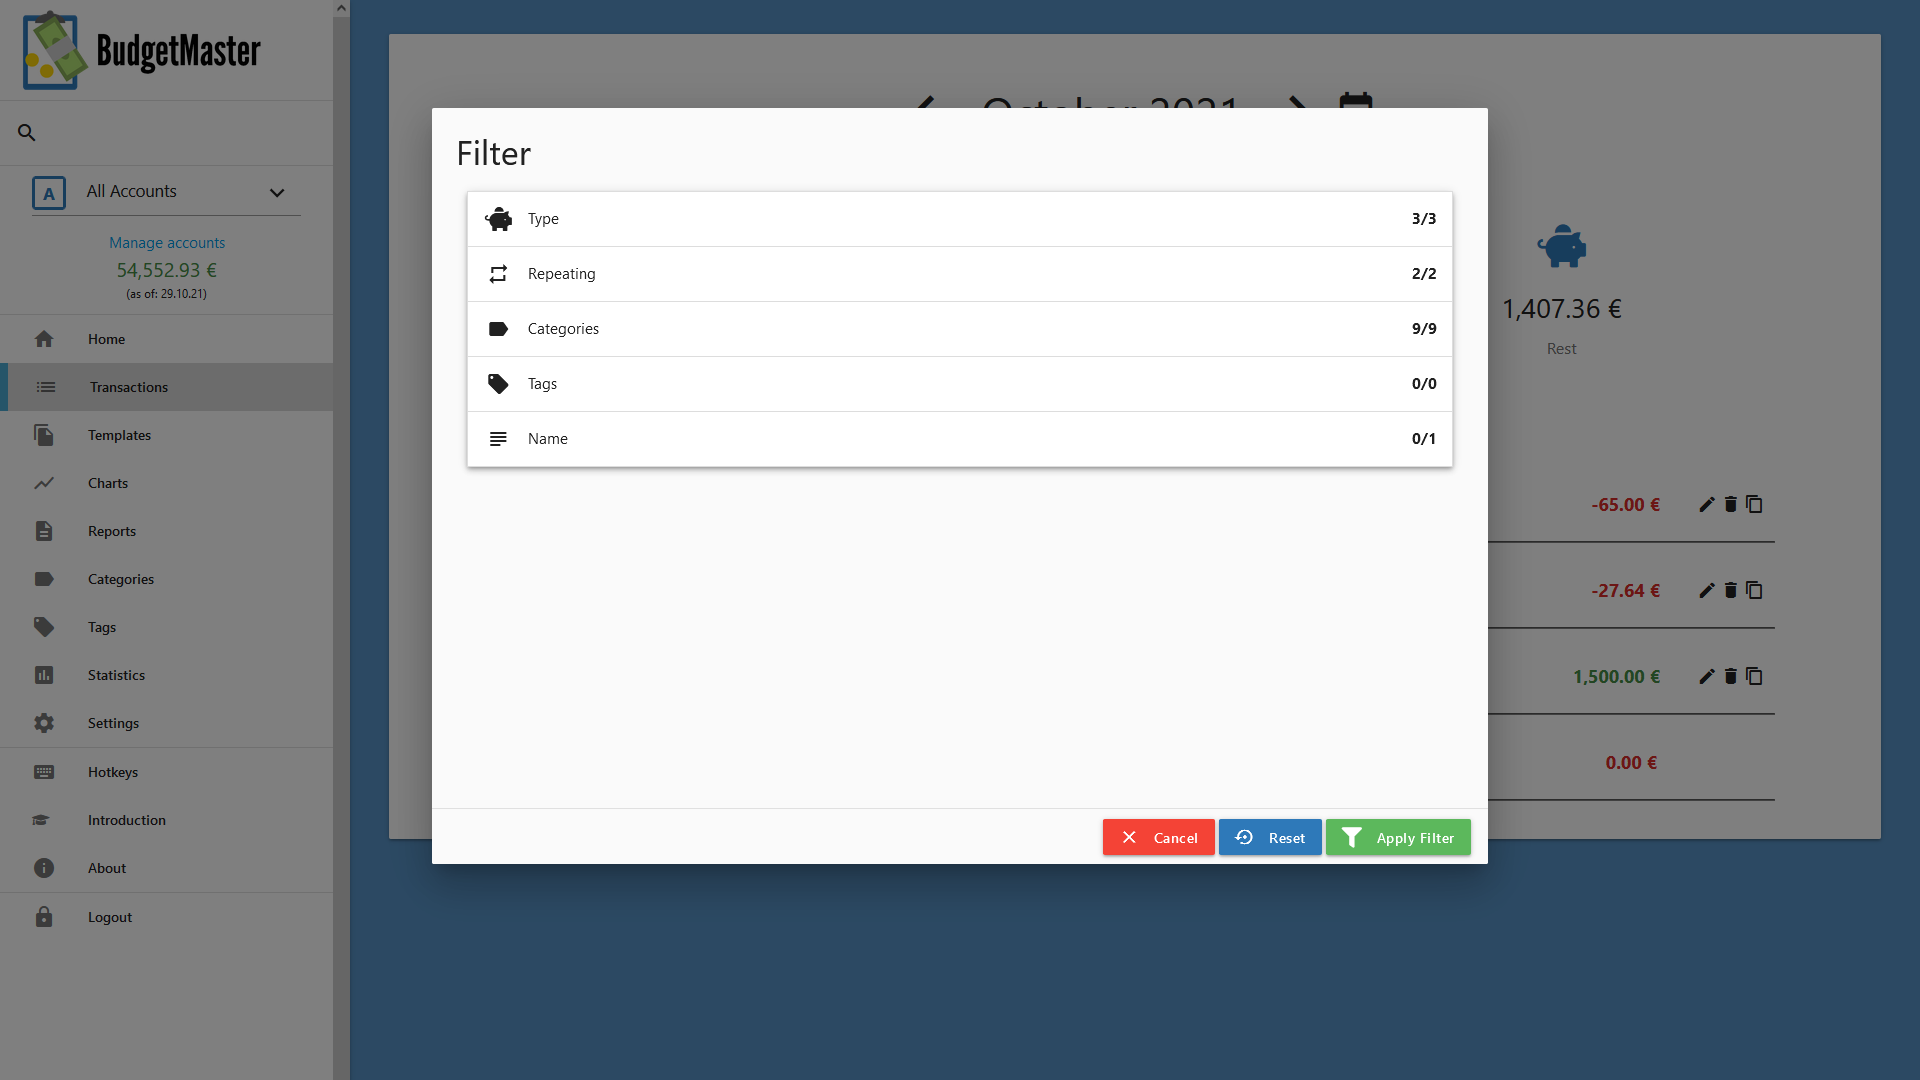 BudgetMaster
A All Accounts
Manage accounts
54,552.93 €
(as of: 29.10.21)
Home
Transactions
Templates
Charts
Reports
Categories
Tags
Statistics
Settings
Hotkeys
Introduction
About
Logout
October 2021
Filter
Type 3/3
Repeating 2/2
Categories 9/9
Tags 0/0
Name 0/1
Cancel Reset Apply Filter
1,407.36 €
Rest
-65.00 €
-27.64 €
1,500.00 €
0.00 €